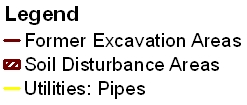 Legend
Former Excavation Areas
Soil Disturbance Areas
Utilities: Pipes